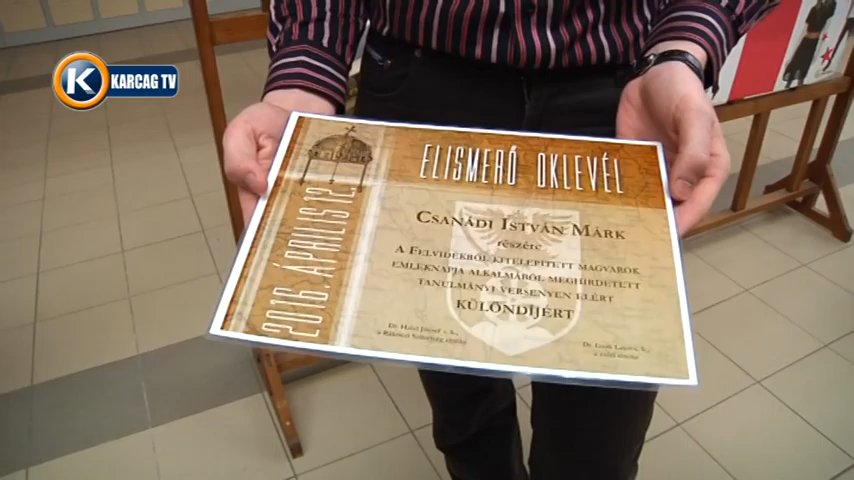 K KARCAG TV
ELISMERŐ OKLEVÉL
2016. ÁPRILIS 12.
CSANÁDI ISTVÁN MÁRK
részére
A FELVIDÉKRŐL KITELEPÍTETT MAGYAROK
EMLÉKNAPJA ALKALMÁBÓL MEGHIRDETETT
TANULMÁNYI VERSENYEN ELÉRT
KÜLÖNDÍJÉRT